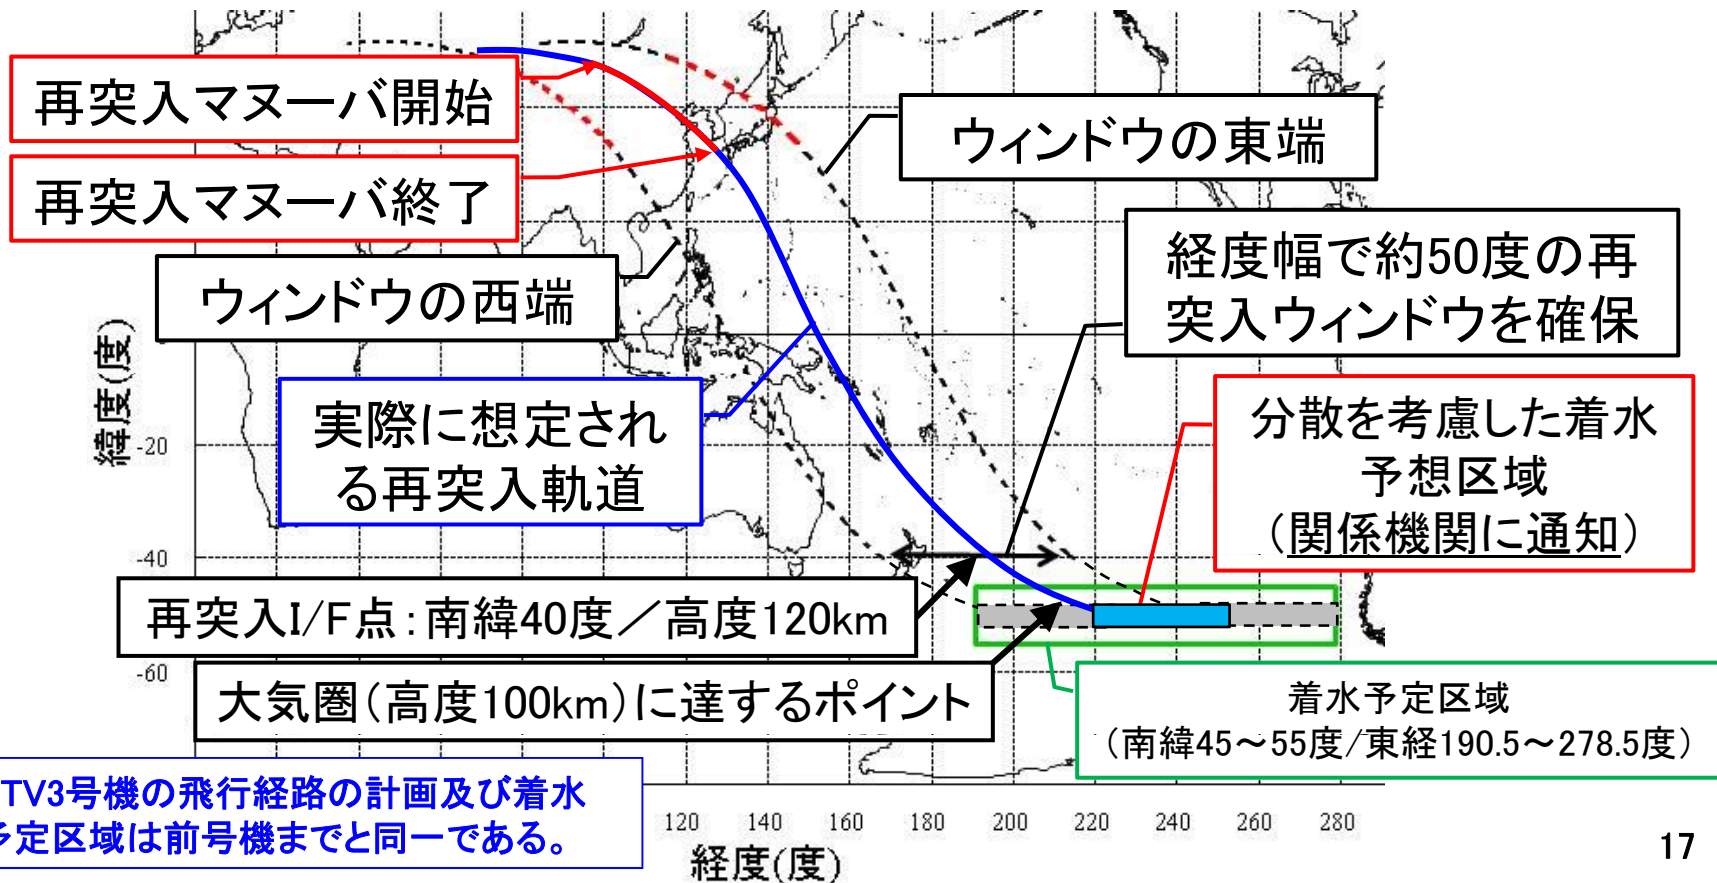 再突入マヌーバ開始
再突入マヌーバ終了
ウィンドウの東端
ウィンドウの西端
経度幅で約50度の再
突入ウィンドウを確保
実際に想定され
る再突入軌道
分散を考慮した着水
予想区域
（関係機関に通知）
再突入I/F点：南緯40度／高度120km
大気圏（高度100km）に達するポイント
着水予定区域
（南緯45～55度/東経190.5～278.5度）
緯度(度)
-20
-40
-60
TV3号機の飛行経路の計画及び着水
予定区域は前号機までと同一である。
120 140 160 180 200 220 240 260 280
経度(度)
17